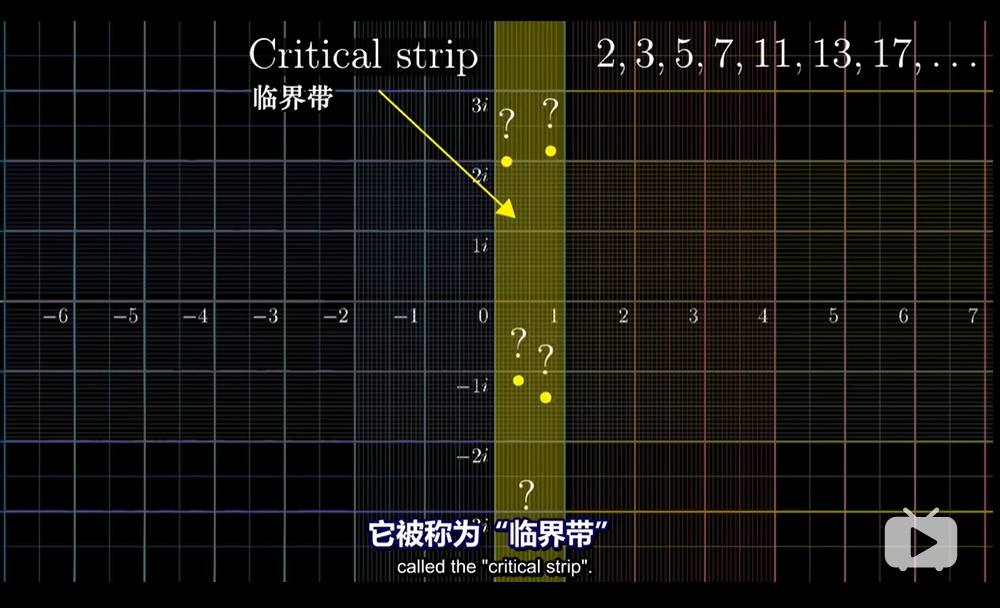 Critical strip
2, 3, 5, 7, 11, 13, 17, ...
临界带
3i
?
?
2i
1i
−6 −5 −4 −3 −2 −1 0 1 2 3 4 5 6 7
?
?
−1i
−2i
?
它被称为“临界带”
called the "critical strip".